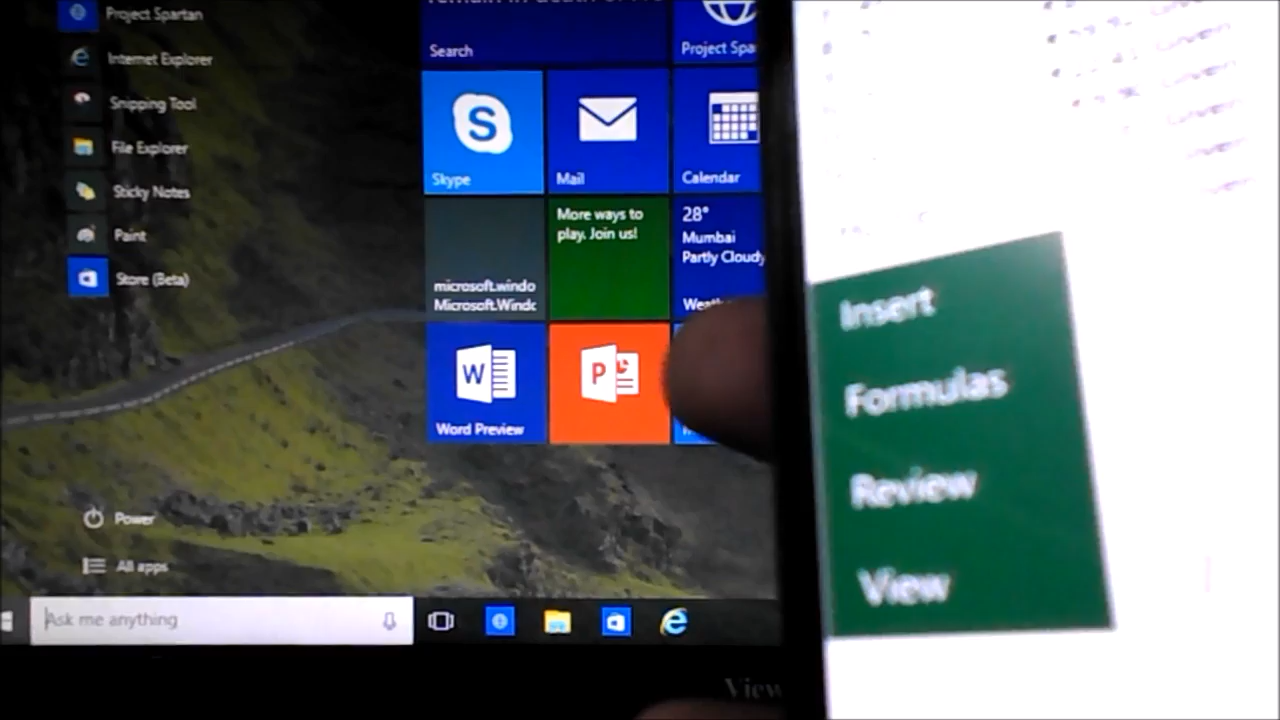 Project Spartan
Internet Explorer
Snipping Tool
File Explorer
Sticky Notes
Paint
Store (Beta)
Power
All apps
Ask me anything
Search
Project Spa
S
Skype
Mail
Calendar
microsoft.windo
Microsoft.Windc
More ways to
play. Join us!
28°
Mumbai
Partly Cloudy
Weath
W
Word Preview
P
View
Insert
Formulas
Review
View